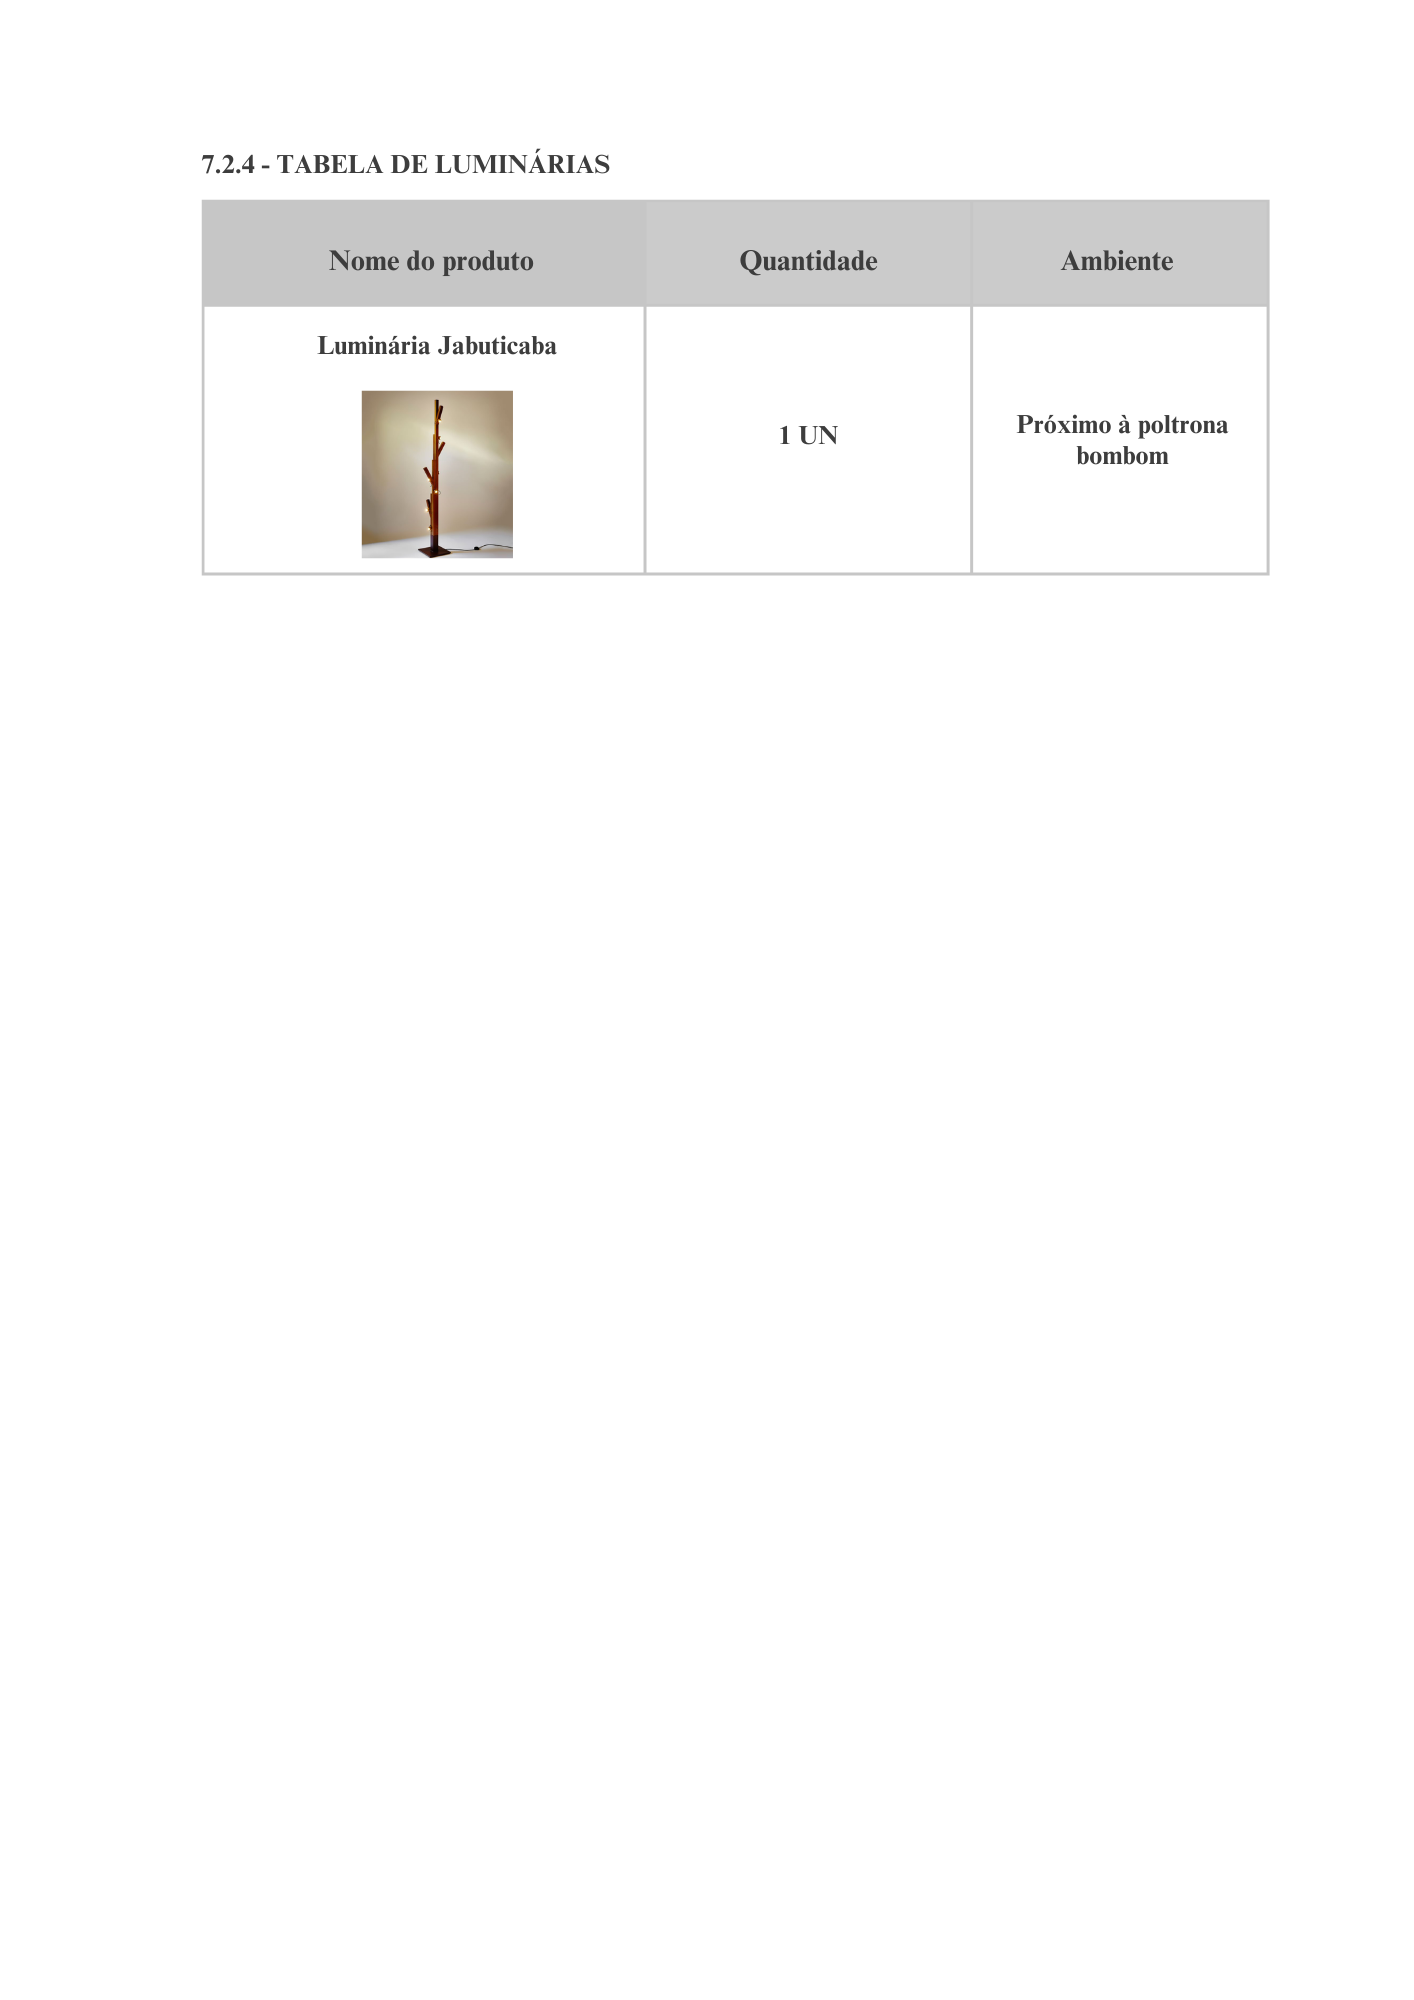 7.2.4 - TABELA DE LUMINÁRIAS
Nome do produto
Quantidade
Ambiente
Luminária Jabuticaba
1 UN
Próximo à poltrona
bombom